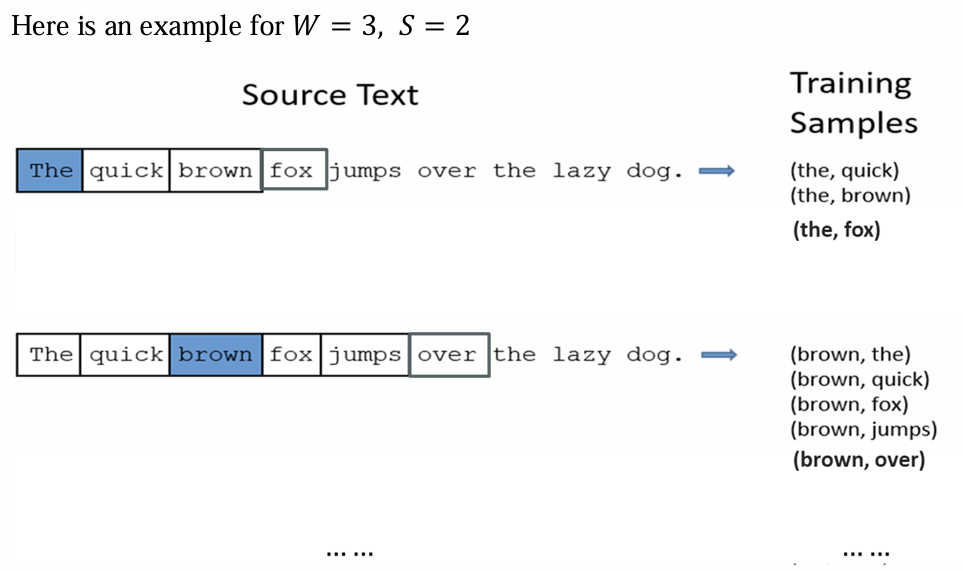 Here is an example for W = 3, S = 2
Source Text
Training
Samples
The quick brown fox jumps over the lazy dog.
(the, quick)
(the, brown)
(the, fox)
The quick brown fox jumps over the lazy dog.
(brown, the)
(brown, quick)
(brown, fox)
(brown, jumps)
(brown, over)
... ...
... ...